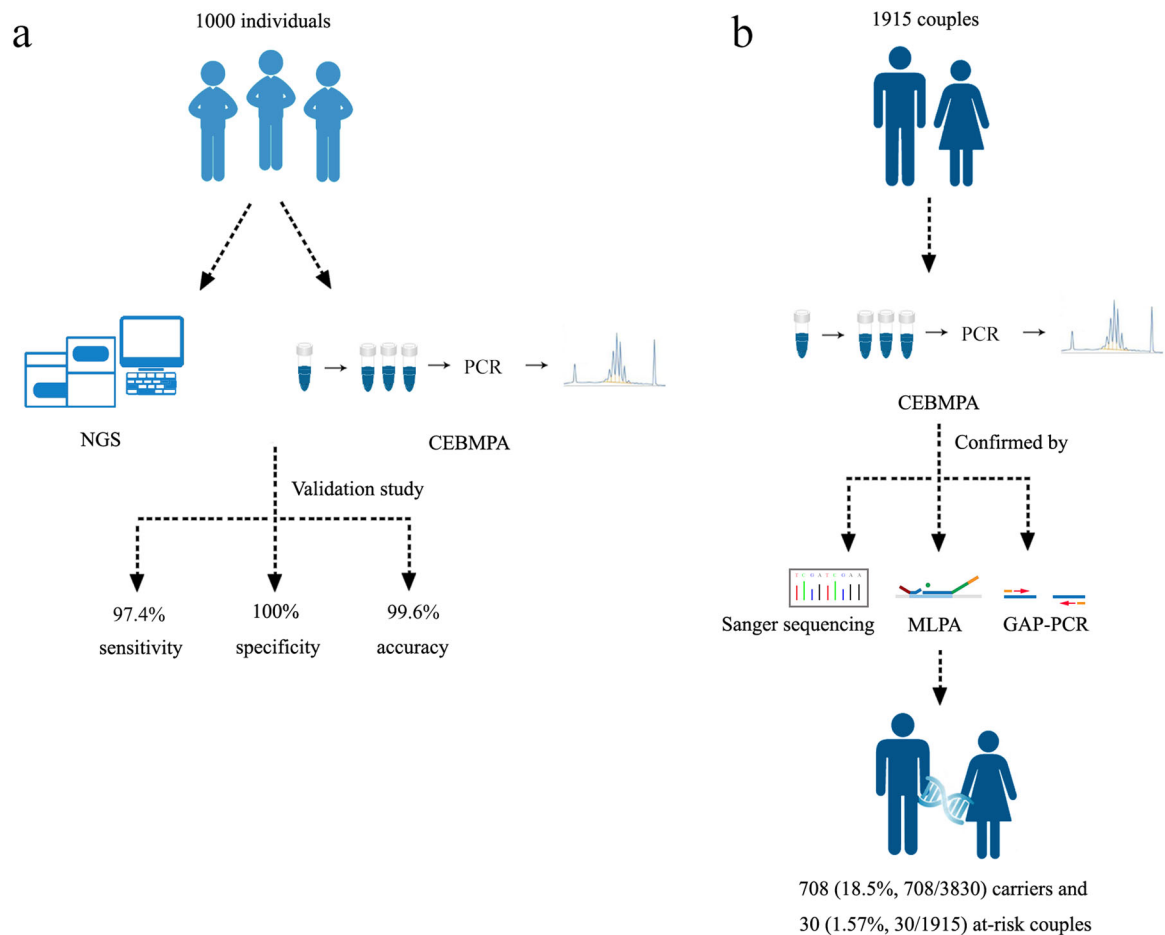 a
1000 individuals
NGS
PCR
CEBMPA
Validation study
97.4%
sensitivity
100%
specificity
99.6%
accuracy
b
1915 couples
PCR
CEBMPA
Confirmed by
T C G A T C G A A
Sanger sequencing
MLPA
GAP-PCR
708 (18.5%, 708/3830) carriers and
30 (1.57%, 30/1915) at-risk couples